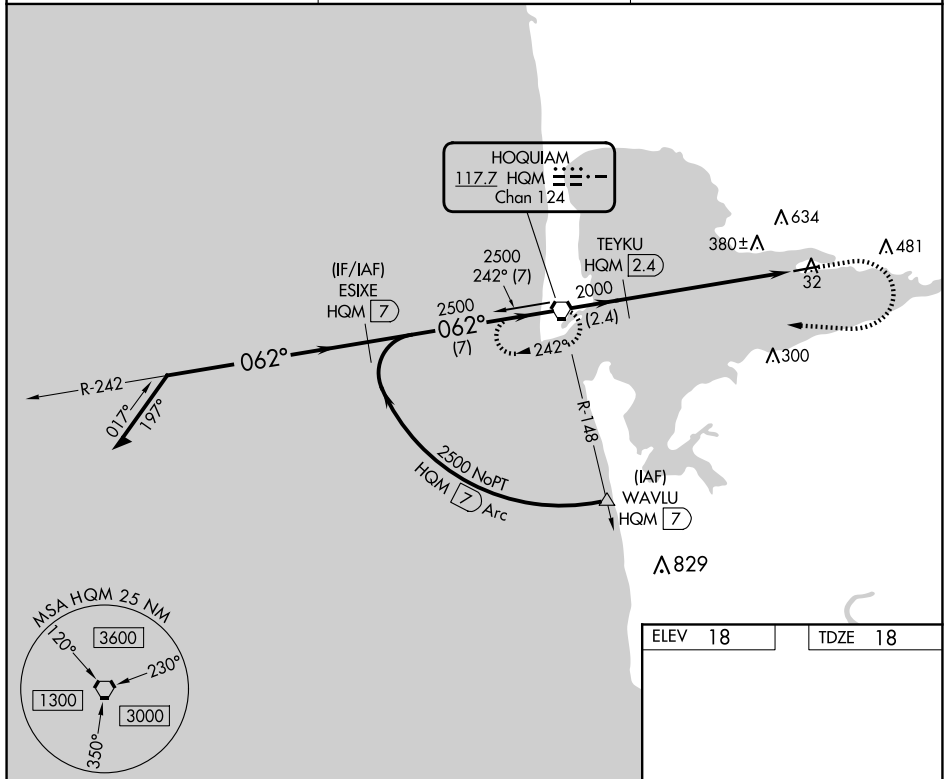 HOQUIAM
117.7 HQM
Chan 124
634
380±
481
TEYKU
HQM 2.4
32
2500
242° (7)
(IF/IAF)
ESIXE
HQM 7
2500
062°
(7)
2000
(2.4)
242°
062°
R-242
017°
197°
300
R-148
2500 NoPT
HQM 7 Arc
(IAF)
WAVLU
HQM 7
829
MSA HQM 25 NM
120°
3600
230°
1300
3000
350°
ELEV 18
TDZE 18